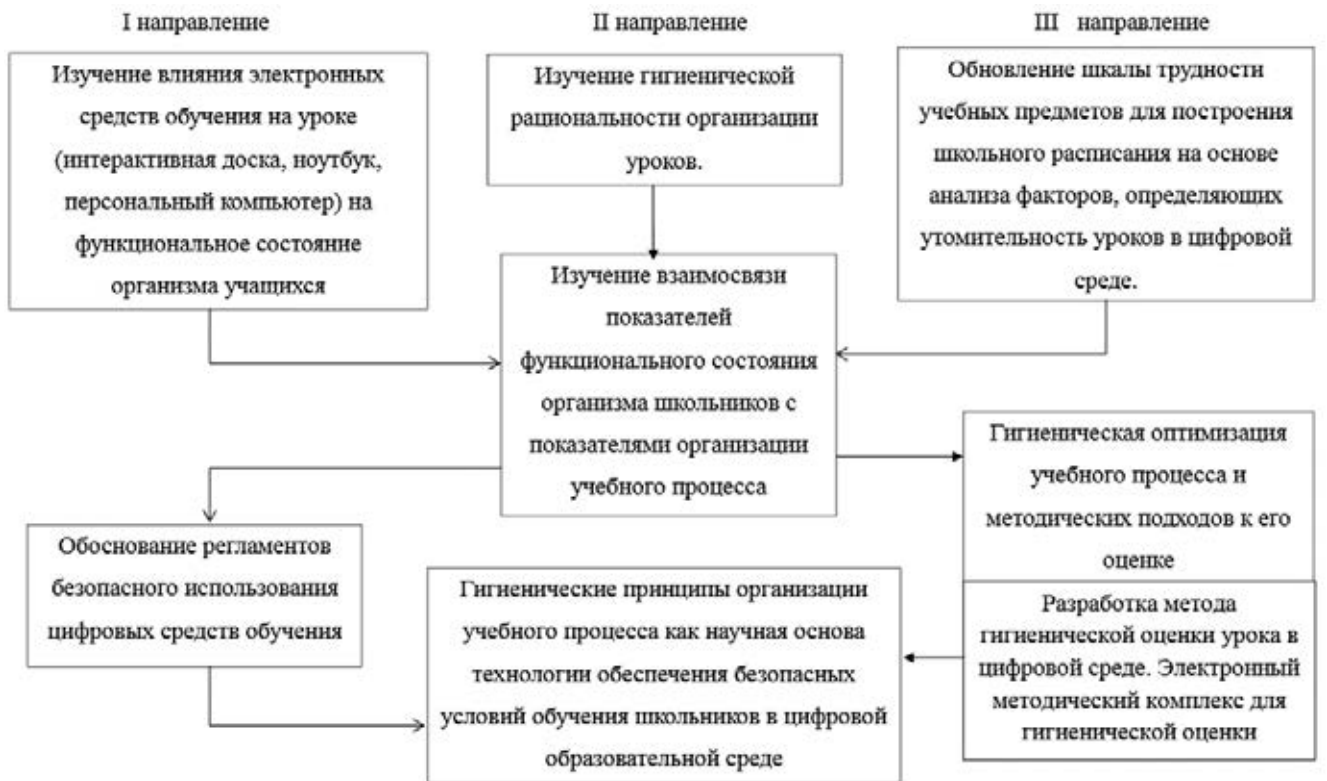 I направление
II направление
III направление
Изучение влияния электронных
средств обучения на уроке
(интерактивная доска, ноутбук,
персональный компьютер) на
функциональное состояние
организма учащихся
Изучение гигиенической
рациональности организации
уроков.
Обновление шкалы трудности
учебных предметов для построения
школьного расписания на основе
анализа факторов, определяющих
утомительность уроков в цифровой
среде.
Изучение взаимосвязи
показателей
функционального состояния
организма школьников с
показателями организации
учебного процесса
Обоснование регламентов
безопасного использования
цифровых средств обучения
Гигиеническая оптимизация
учебного процесса и
методических подходов к его
оценке
Гигиенические принципы организации
учебного процесса как научная основа
технологии обеспечения безопасных
условий обучения школьников в цифровой
образовательной среде
Разработка метода
гигиенической оценки урока в
цифровой среде. Электронный
методический комплекс для
гигиенической оценки